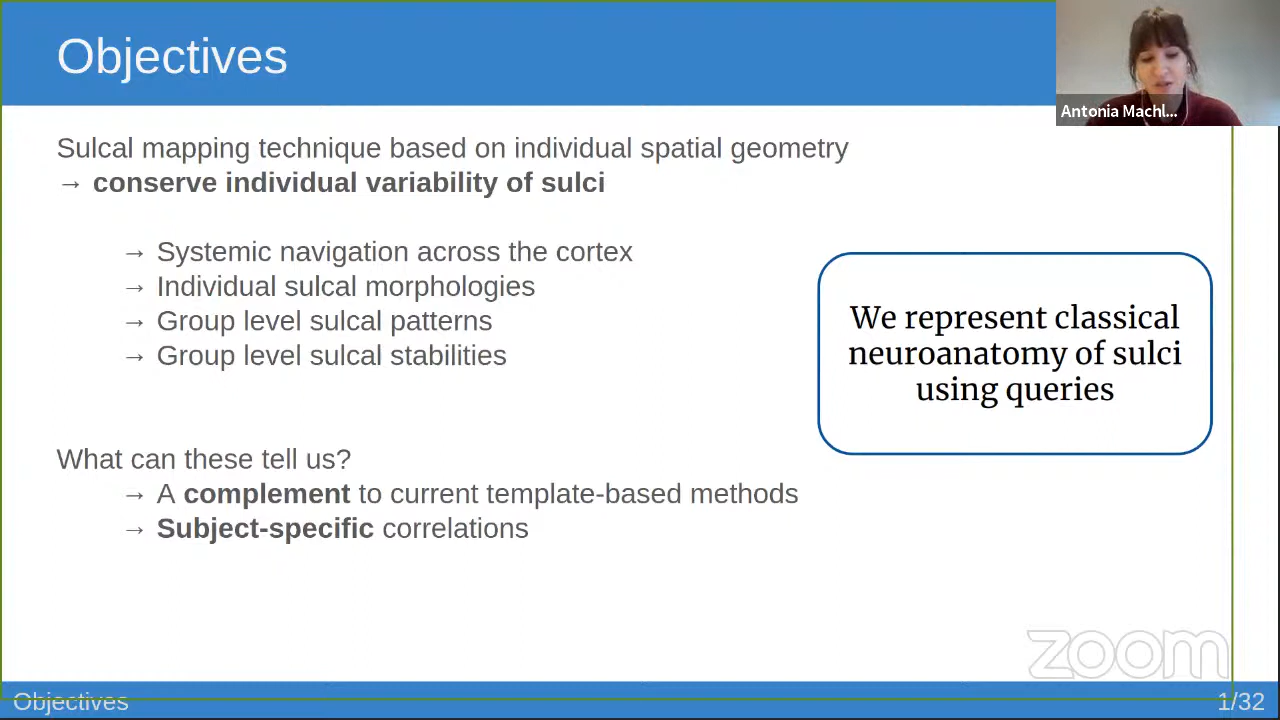 Objectives
Antonia Machl...
Sulcal mapping technique based on individual spatial geometry
→ conserve individual variability of sulci
→ Systemic navigation across the cortex
→ Individual sulcal morphologies
→ Group level sulcal patterns
→ Group level sulcal stabilities
We represent classical
neuroanatomy of sulci
using queries
What can these tell us?
→ A complement to current template-based methods
→ Subject-specific correlations
zoom
Objectives
1/32